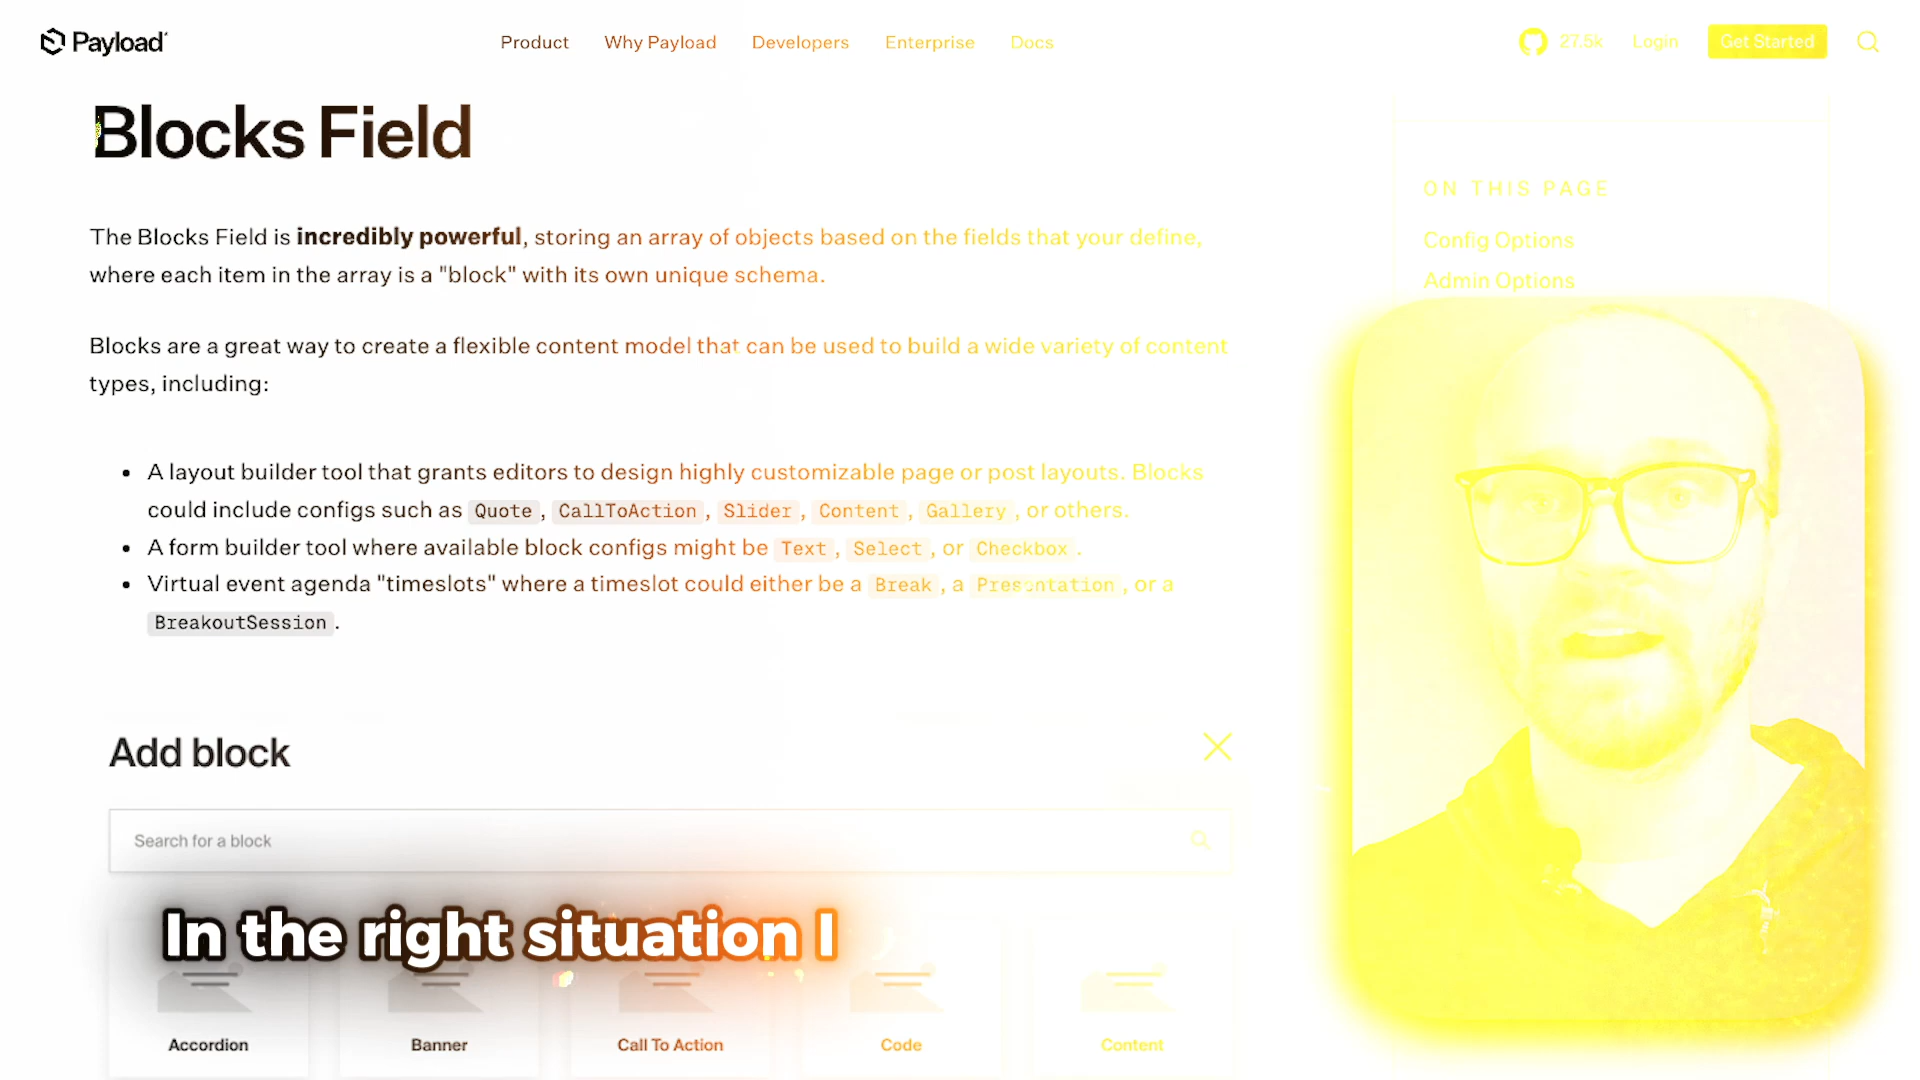 Payload
Product Why Payload Developers Enterprise Docs
27.5k Login Get Started
Blocks Field
The Blocks Field is incredibly powerful, storing an array of objects based on the fields that your define,
where each item in the array is a "block" with its own unique schema.
Blocks are a great way to create a flexible content model that can be used to build a wide variety of content
types, including:
A layout builder tool that grants editors to design highly customizable page or post layouts. Blocks
could include configs such as Quote, CallToAction, Slider, Content, Gallery, or others.
A form builder tool where available block configs might be Text, Select, or Checkbox.
Virtual event agenda "timeslots" where a timeslot could either be a Break, a Presentation, or a
BreakoutSession.
ON THIS PAGE
Config Options
Admin Options
Add block
Search for a block
In the right situation I
Accordion Banner Call To Action Code Content